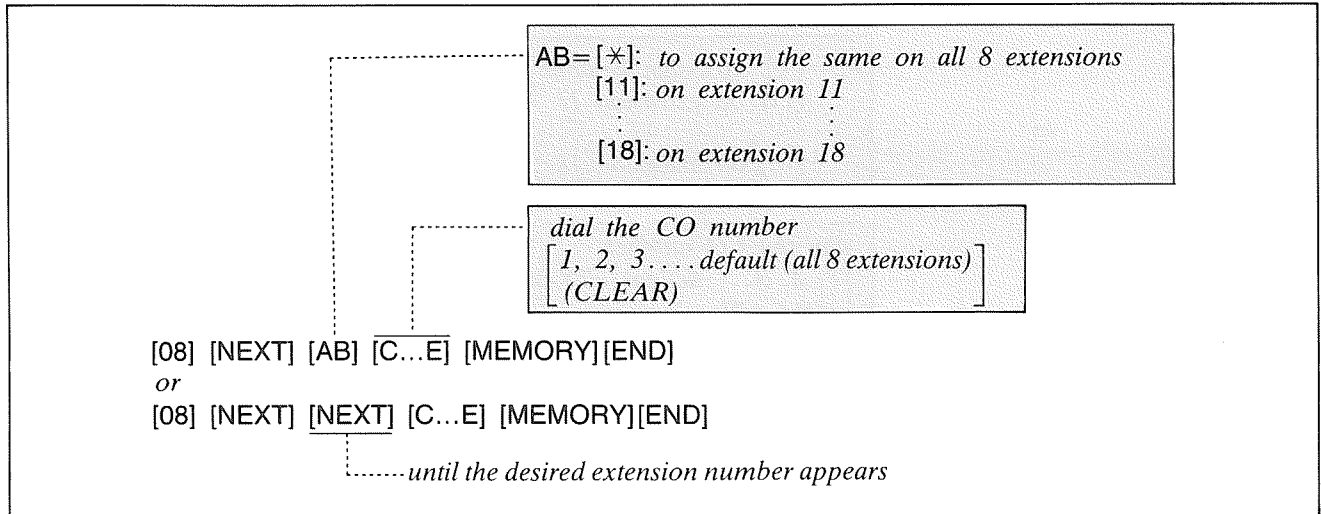 AB=[✳]: to assign the same on all 8 extensions
[11]: on extension 11
[18]: on extension 18
dial the CO number
1, 2, 3....default (all 8 extensions)
(CLEAR)
[08] [NEXT] [AB] [C...E] [MEMORY] [END]
or
[08] [NEXT] [NEXT] [C...E] [MEMORY] [END]
until the desired extension number appears